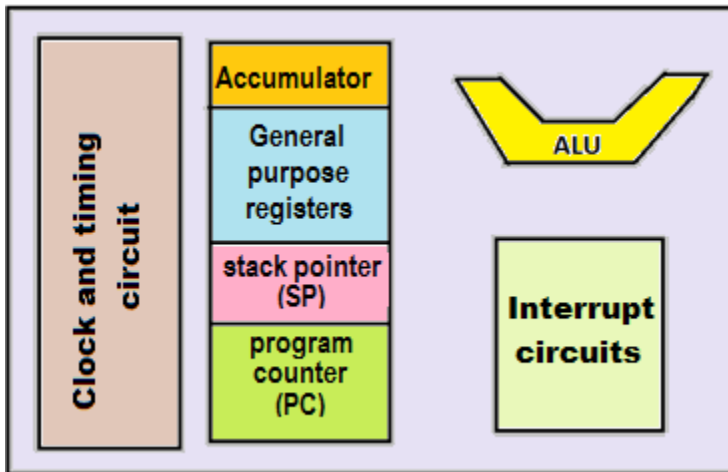 Clock and timing
circuit
Accumulator
General
purpose
registers
stack pointer
(SP)
program
counter
(PC)
ALU
Interrupt
circuits